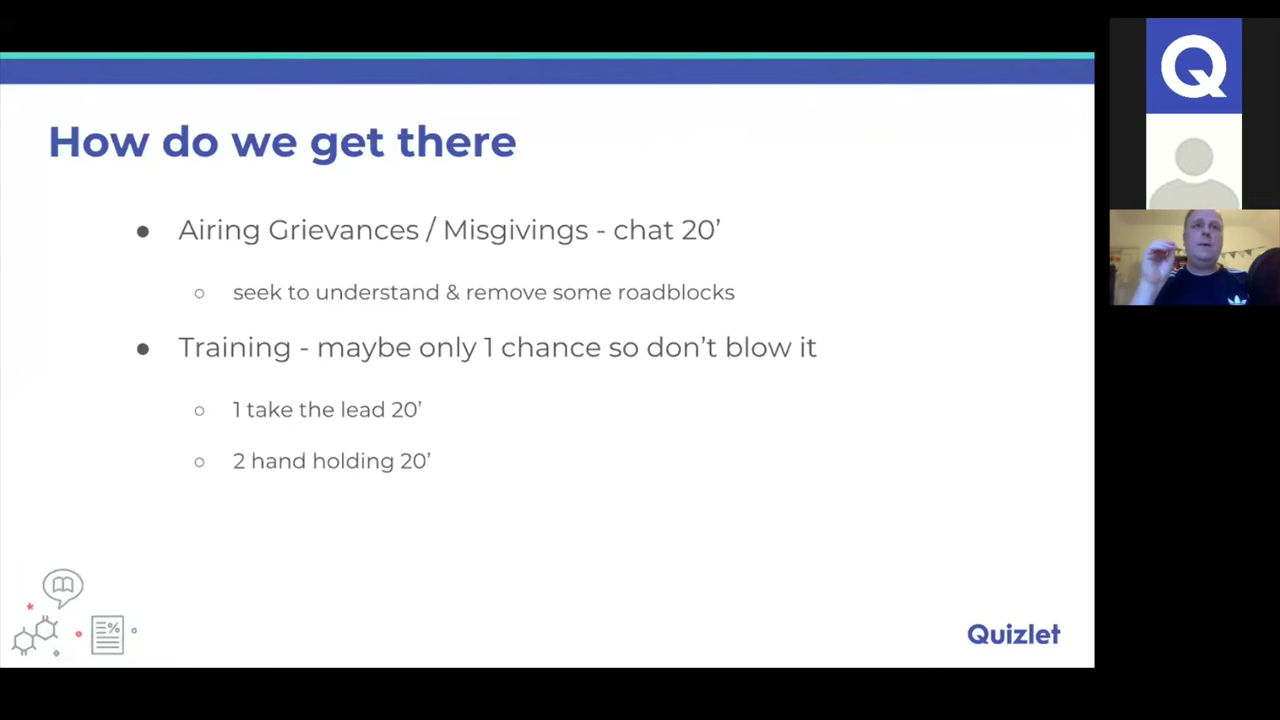 How do we get there
● Airing Grievances / Misgivings - chat 20’
○ seek to understand & remove some roadblocks
● Training - maybe only 1 chance so don’t blow it
○ 1 take the lead 20’
○ 2 hand holding 20’
Quizlet
Q
%